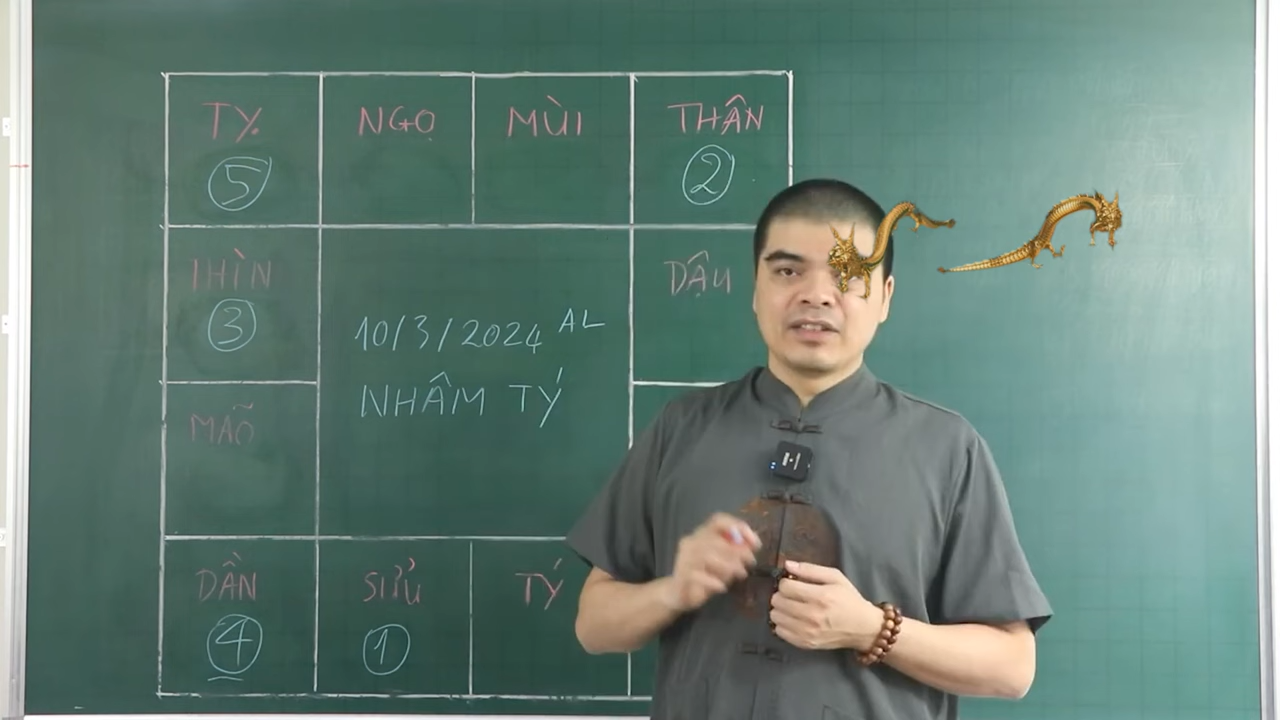 TỴ
NGỌ
MÙI
THÂN
5
2
THÌN
DẬU
3
10/3/2024 AL
NHÂM TÝ
MÃO
DẦN
SỬU
TÝ
4
1